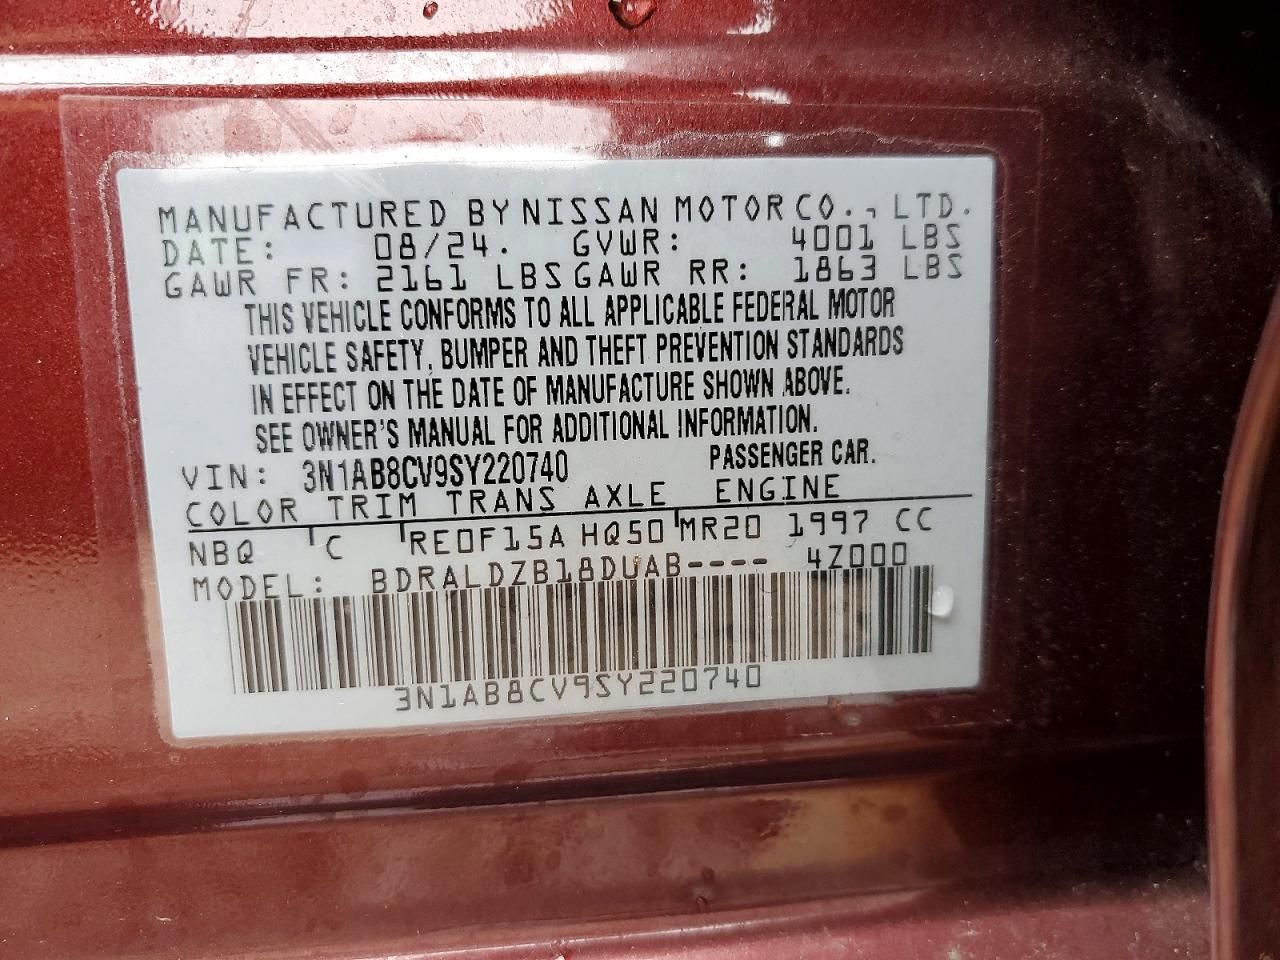 MANUFACTURED BY NISSAN MOTOR CO., LTD.
DATE: 08/24. GVWR: 4001 LBS
GAWR FR: 2161 LBS GAWR RR: 1863 LBS
THIS VEHICLE CONFORMS TO ALL APPLICABLE FEDERAL MOTOR
VEHICLE SAFETY, BUMPER AND THEFT PREVENTION STANDARDS
IN EFFECT ON THE DATE OF MANUFACTURE SHOWN ABOVE.
SEE OWNER'S MANUAL FOR ADDITIONAL INFORMATION.
VIN: 3N1AB8CV9SY220740 PASSENGER CAR.
COLOR TRIM TRANS AXLE ENGINE
NBQ C RE0F15A HQ50 MR20 1997 CC
MODEL: BDRALDZB18DUAB---- 4Z000
3N1AB8CV9SY220740